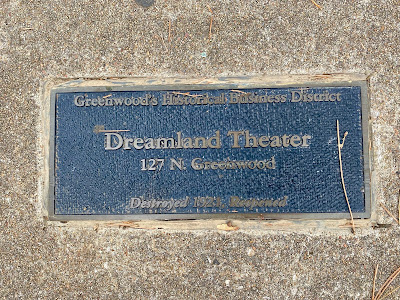 Greenwood's Historical Business District
Dreamland Theater
127 N. Greenwood
Destroyed 1921 Reopened